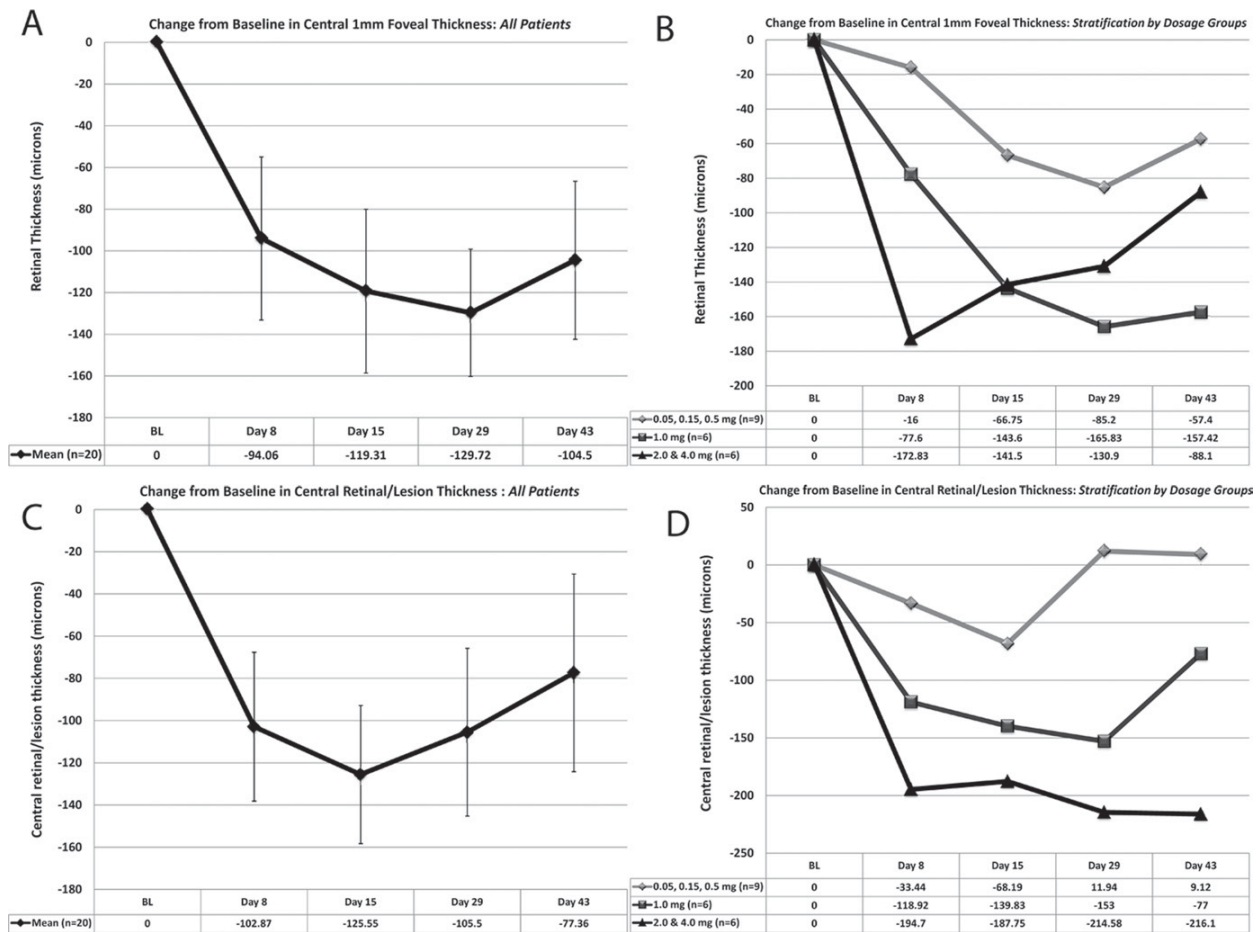 A
Change from Baseline in Central 1mm Foveal Thickness: All Patients
Retinal Thickness (microns)
0
-20
-40
-60
-80
-100
-120
-140
-160
-180
BL Day 8 Day 15 Day 29 Day 43
Mean (n=20) 0 -94.06 -119.31 -129.72 -104.5
B
Change from Baseline in Central 1mm Foveal Thickness: Stratification by Dosage Groups
Retinal Thickness (microns)
0
-20
-40
-60
-80
-100
-120
-140
-160
-180
-200
BL Day 8 Day 15 Day 29 Day 43
0.05, 0.15, 0.5 mg (n=9) 0 -16 -66.75 -85.2 -57.4
1.0 mg (n=6) 0 -77.6 -143.6 -165.83 -157.42
2.0 & 4.0 mg (n=6) 0 -172.83 -141.5 -130.9 -88.1
C
Change from Baseline in Central Retinal/Lesion Thickness : All Patients
Central retinal/lesion thickness (microns)
0
-20
-40
-60
-80
-100
-120
-140
-160
-180
BL Day 8 Day 15 Day 29 Day 43
Mean (n=20) 0 -102.87 -125.55 -105.5 -77.36
D
Change from Baseline in Central Retinal/Lesion Thickness: Stratification by Dosage Groups
Central retinal/lesion thickness (microns)
50
0
-50
-100
-150
-200
-250
BL Day 8 Day 15 Day 29 Day 43
0.05, 0.15, 0.5 mg (n=9) 0 -33.44 -68.19 11.94 9.12
1.0 mg (n=6) 0 -118.92 -139.83 -153 -77
2.0 & 4.0 mg (n=6) 0 -194.7 -187.75 -214.58 -216.1